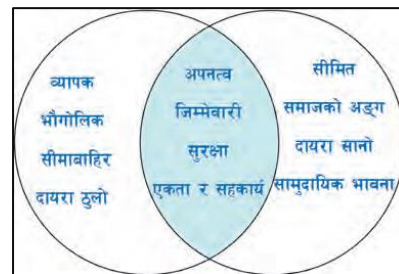 व्यापक
भौगोलिक
सीमाबाहिर
दायरा ठुलो
अपनत्व
जिम्मेबारी
सुरक्षा
एकता र सहकार्य
सीमित
समाजको अङ्ग
दायरा सानो
सामुदायिक भावना